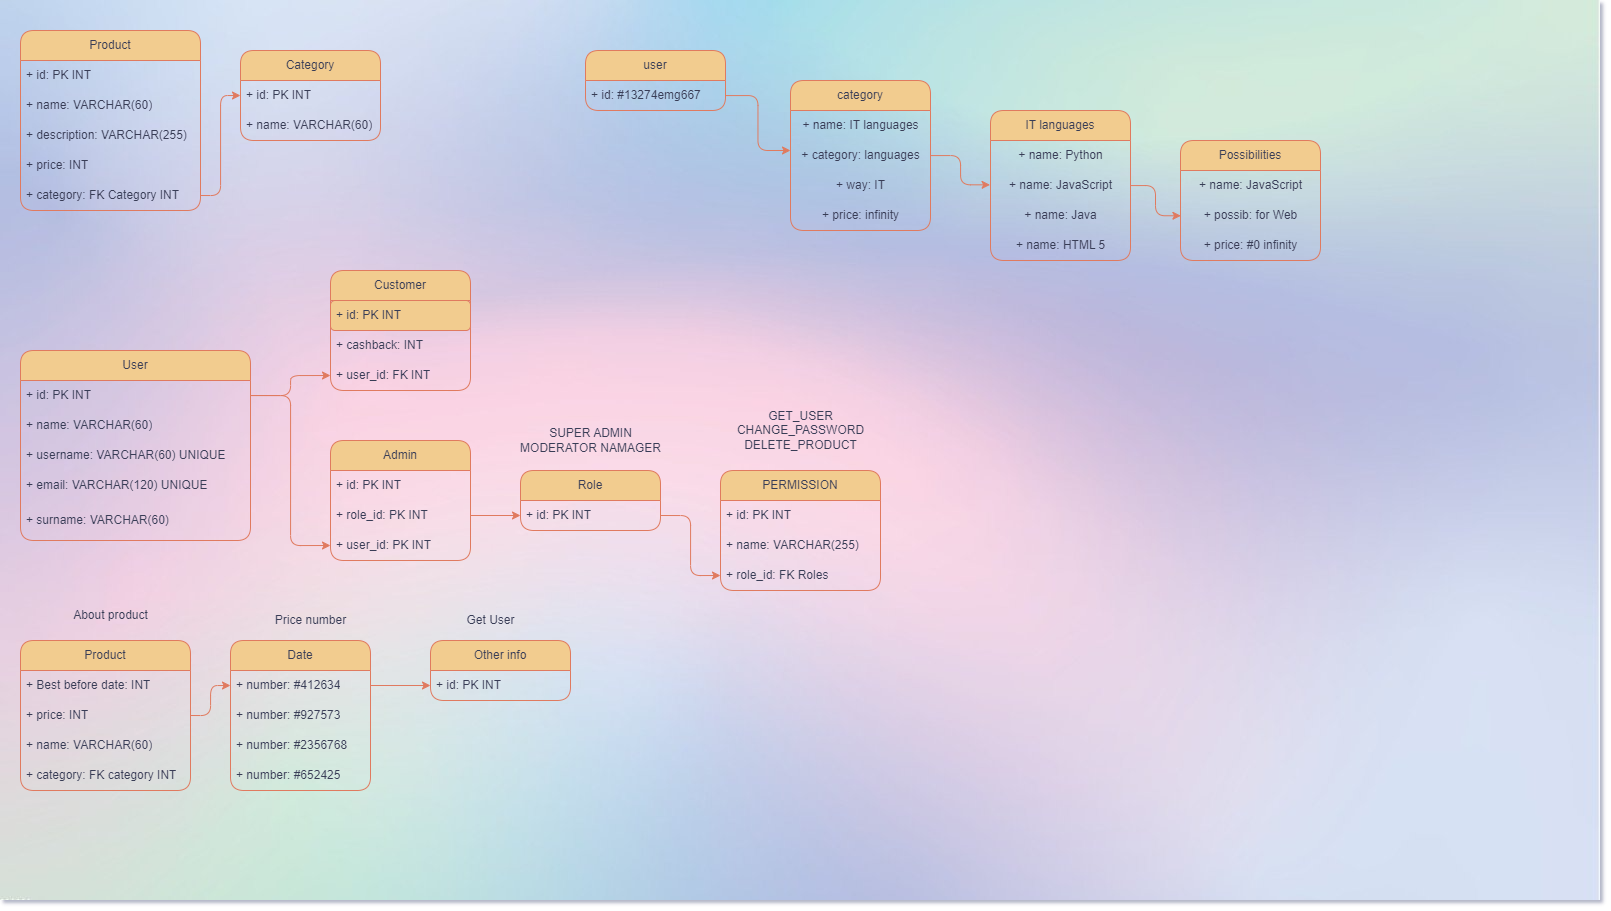 Product
+ id: PK INT
+ name: VARCHAR(60)
+ description: VARCHAR(255)
+ price: INT
+ category: FK Category INT
Category
+ id: PK INT
+ name: VARCHAR(60)
user
+ id: #13274emg667
category
+ name: IT languages
+ category: languages
+ way: IT
+ price: infinity
IT languages
+ name: Python
+ name: JavaScript
+ name: Java
+ name: HTML 5
Possibilities
+ name: JavaScript
+ possib: for Web
+ price: #0 infinity
User
+ id: PK INT
+ name: VARCHAR(60)
+ username: VARCHAR(60) UNIQUE
+ email: VARCHAR(120) UNIQUE
+ surname: VARCHAR(60)
Customer
+ id: PK INT
+ cashback: INT
+ user_id: FK INT
Admin
+ id: PK INT
+ role_id: PK INT
+ user_id: PK INT
SUPER ADMIN
MODERATOR NAMAGER
Role
+ id: PK INT
GET_USER
CHANGE_PASSWORD
DELETE_PRODUCT
PERMISSION
+ id: PK INT
+ name: VARCHAR(255)
+ role_id: FK Roles
About product
Product
+ Best before date: INT
+ price: INT
+ name: VARCHAR(60)
+ category: FK category INT
Price number
Date
+ number: #412634
+ number: #927573
+ number: #2356768
+ number: #652425
Get User
Other info
+ id: PK INT